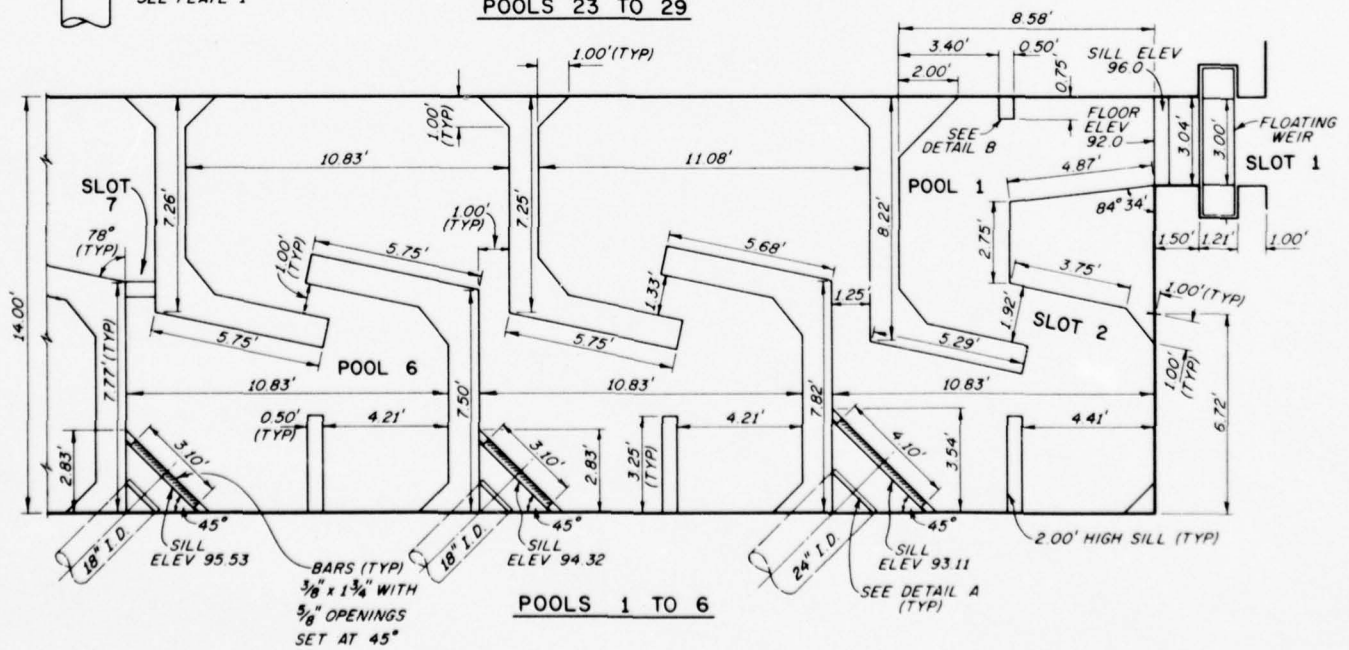 SEE PLATE 1
POOLS 23 TO 29
8.58'
3.40'
0.50'
2.00'
0.75'
SILL ELEV
96.0
1.00' (TYP)
1.00'
(TYP)
SEE
DETAIL B
FLOOR
ELEV
92.0
3.04'
3.00'
FLOATING
WEIR
SLOT 1
14.00'
10.83'
11.08'
POOL 1
4.87'
84° 34'
SLOT
7
7.26'
7.25'
8.22'
78°
(TYP)
1.00'
(TYP)
1.00'
(TYP)
5.75'
5.68'
2.75'
3.75'
1.50'
1.21'
1.00'
1.33'
1.25'
1.92'
SLOT 2
1.00' (TYP)
1.00'
(TYP)
5.75'
5.75'
5.29'
POOL 6
7.77' (TYP)
10.83'
7.50'
10.83'
7.82'
10.83'
6.72'
0.50'
(TYP)
4.21'
4.21'
4.41'
2.83'
3.10'
3.10'
2.83'
3.25'
(TYP)
4.10'
3.54'
45°
45°
45°
18" I.D.
SILL
ELEV 95.53
18" I.D.
SILL
ELEV 94.32
24" I.D.
SILL
ELEV 93.11
2.00' HIGH SILL (TYP)
BARS (TYP)
3/8" x 1 3/4" WITH
5/8" OPENINGS
SET AT 45°
SEE DETAIL A
(TYP)
POOLS 1 TO 6